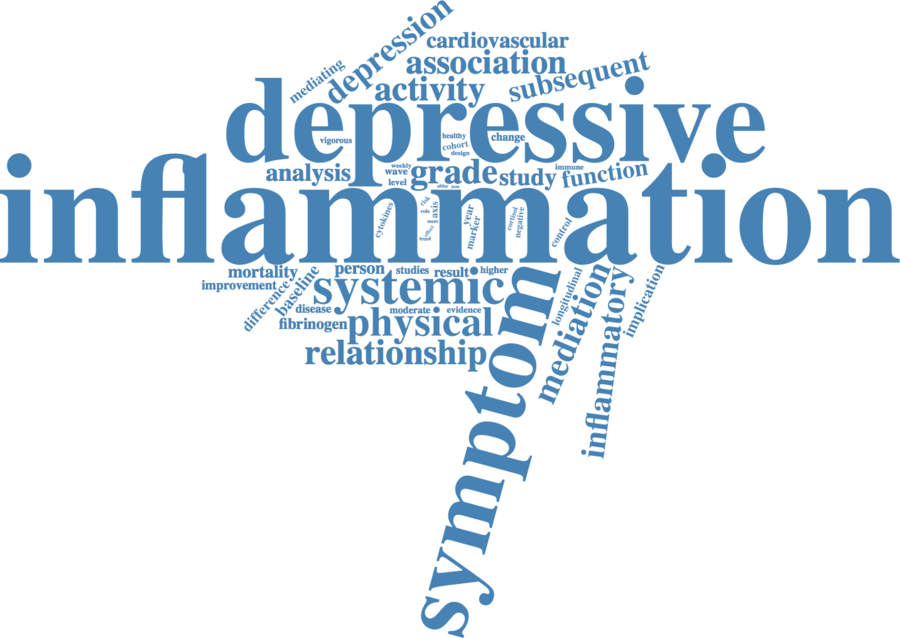 depression
cardiovascular
association
mediating
subsequent
activity
depressive
vigorous
healthy
change
cohort
design
analysis
weekly
wave
grade
immune
study
function
level
older
inflammation
cytokines
risk
role
axis
year
marker
cortisol
negative
control
mortality
person
studies
result
higher
improvement
difference
baseline
systemic
disease
moderate
evidence
fibrinogen
physical
relationship
symptom
longitudinal
mediation
inflammatory
implication